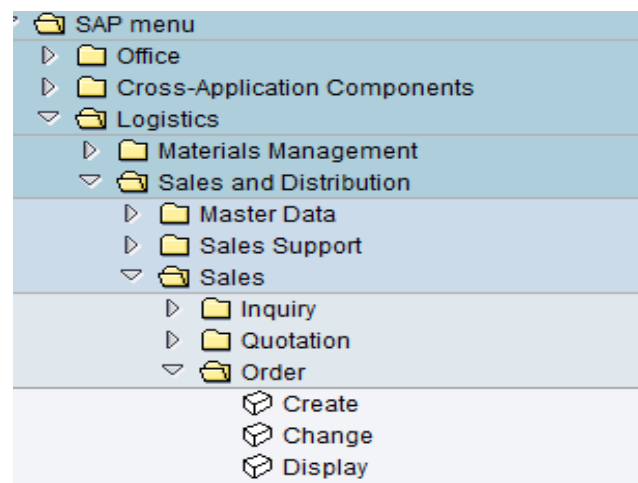 SAP menu
Office
Cross-Application Components
Logistics
Materials Management
Sales and Distribution
Master Data
Sales Support
Sales
Inquiry
Quotation
Order
Create
Change
Display